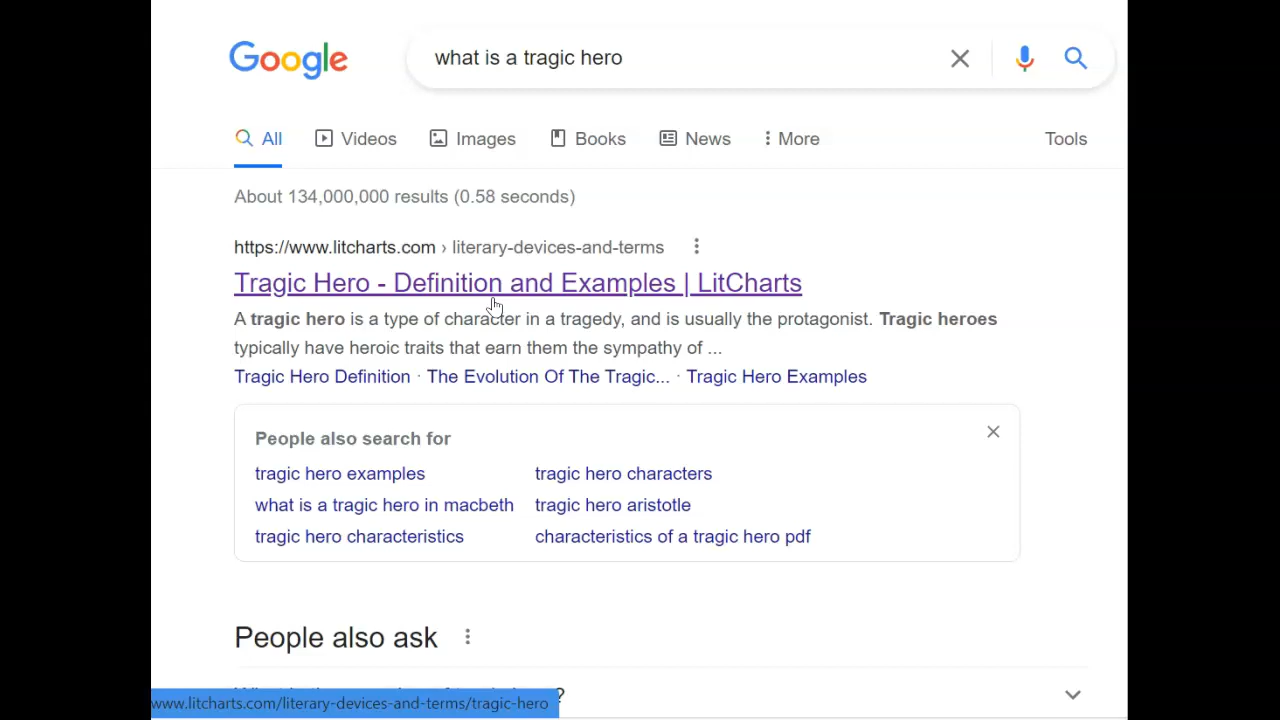 Google
what is a tragic hero
All Videos Images Books News More Tools
About 134,000,000 results (0.58 seconds)
https://www.litcharts.com › literary-devices-and-terms
Tragic Hero - Definition and Examples | LitCharts
A tragic hero is a type of character in a tragedy, and is usually the protagonist. Tragic heroes
typically have heroic traits that earn them the sympathy of ...
Tragic Hero Definition · The Evolution Of The Tragic... · Tragic Hero Examples
People also search for
tragic hero examples tragic hero characters
what is a tragic hero in macbeth tragic hero aristotle
tragic hero characteristics characteristics of a tragic hero pdf
People also ask
www.litcharts.com/literary-devices-and-terms/tragic-hero